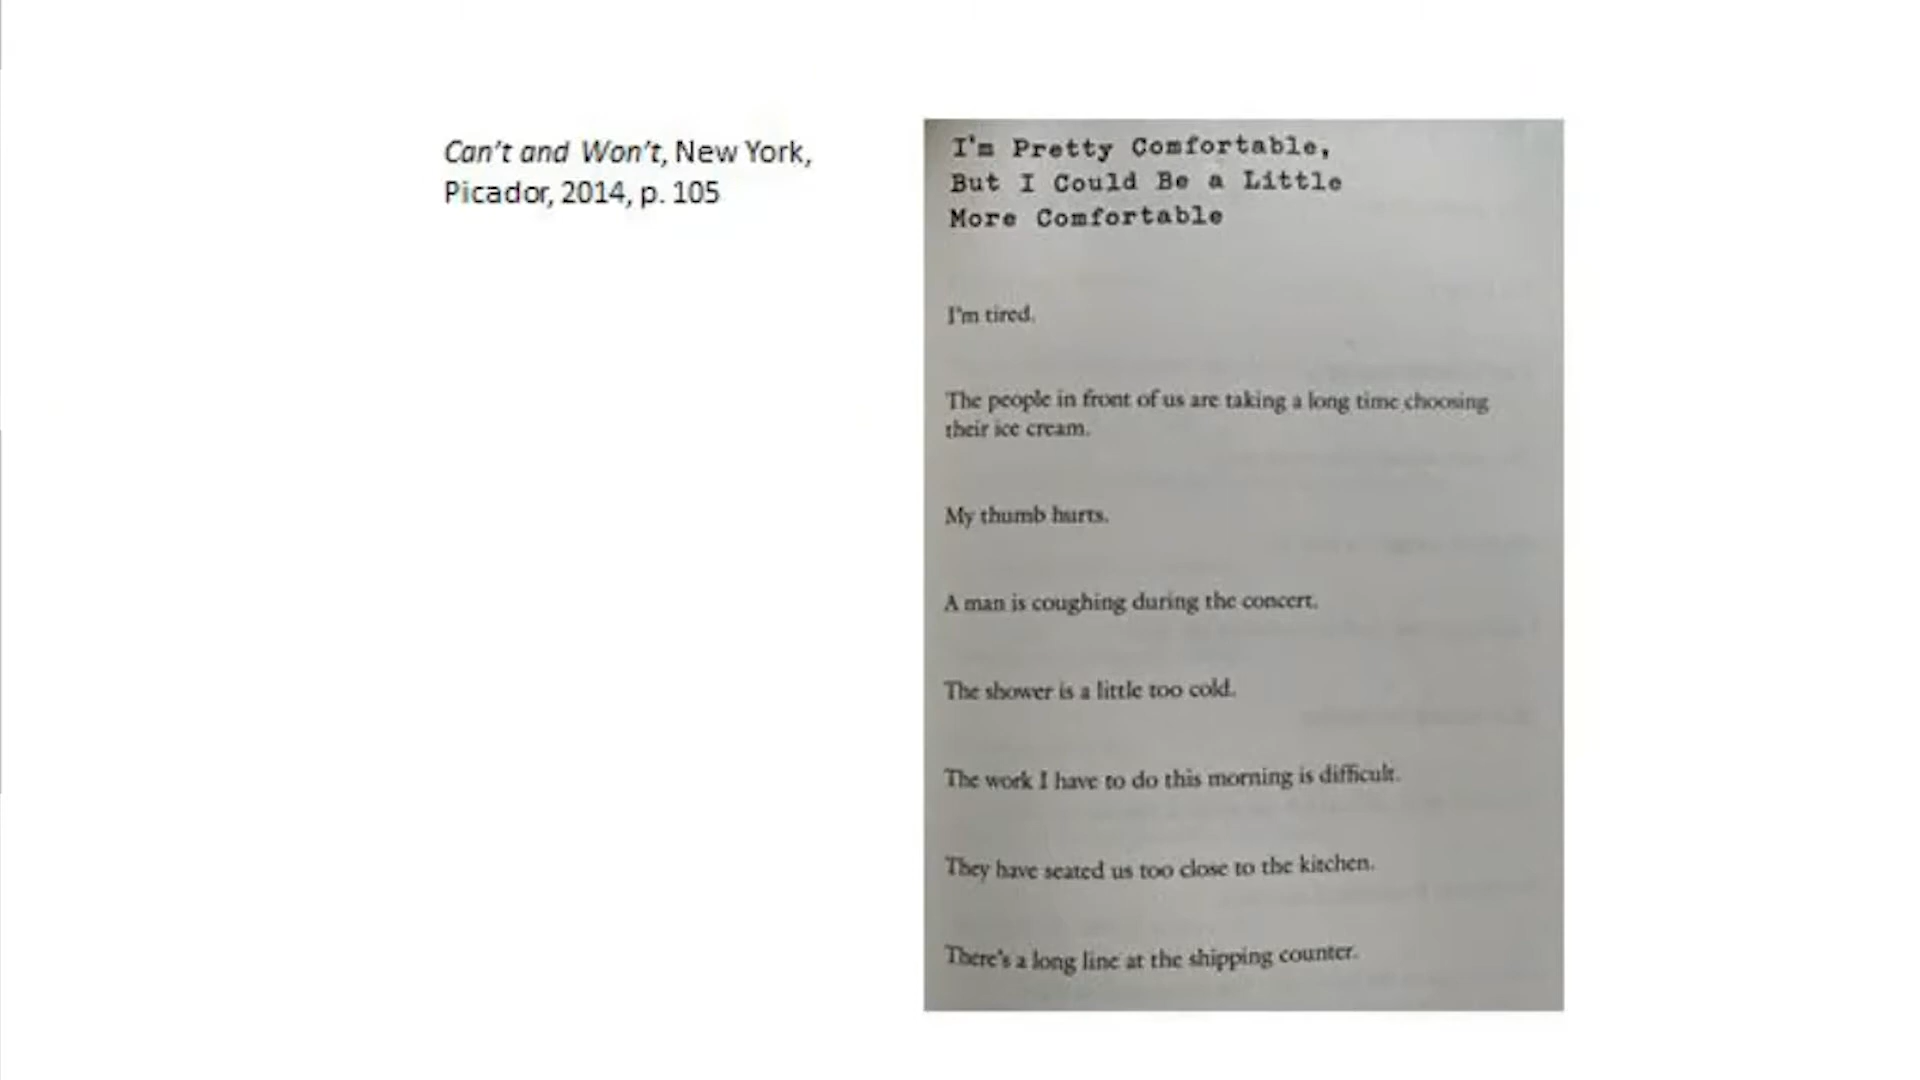 Can't and Won't, New York,
Picador, 2014, p. 105
I'm Pretty Comfortable,
But I Could Be a Little
More Comfortable
I'm tired.
The people in front of us are taking a long time choosing
their ice cream.
My thumb hurts.
A man is coughing during the concert.
The shower is a little too cold.
The work I have to do this morning is difficult.
They have seated us too close to the kitchen.
There's a long line at the shipping counter.